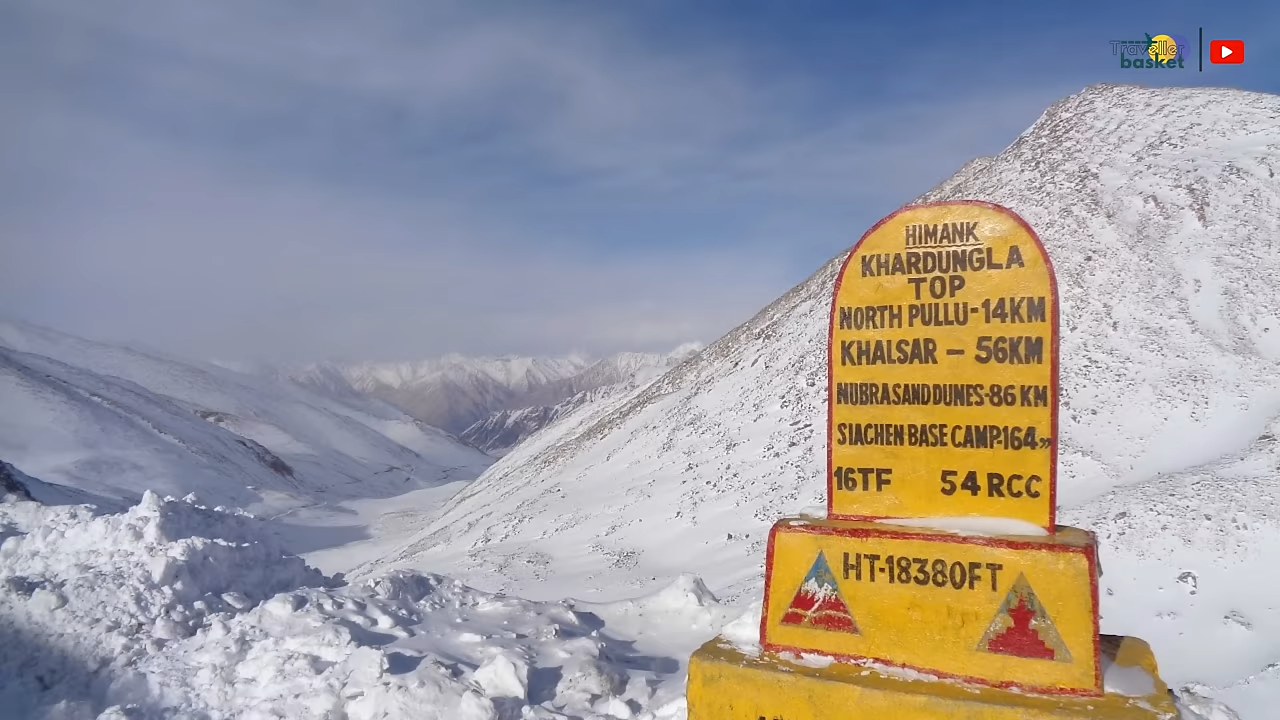 Traveller
basket
HIMANK
KHARDUNGLA
TOP
NORTH PULLU-14KM
KHALSAR - 56KM
NUBRA SAND DUNES-86 KM
SIACHEN BASE CAMP-164,,
16TF 54 RCC
HT-18380FT